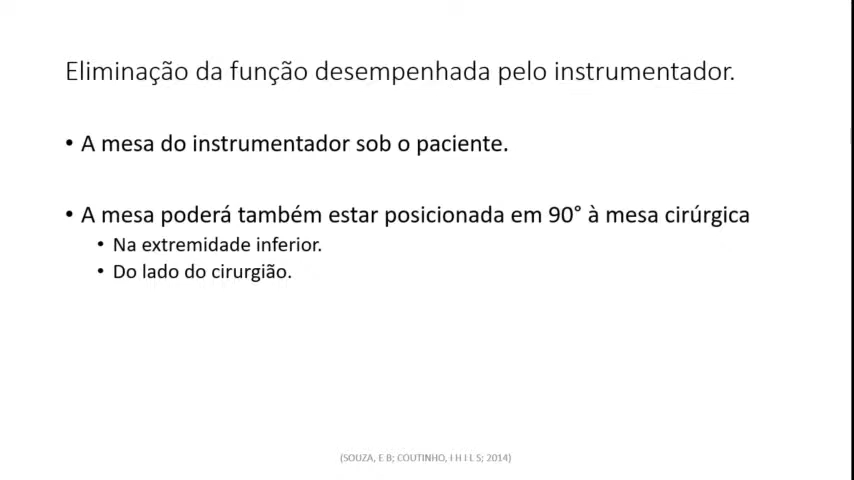 Eliminação da função desempenhada pelo instrumentador.
• A mesa do instrumentador sob o paciente.
• A mesa poderá também estar posicionada em 90° à mesa cirúrgica
• Na extremidade inferior.
• Do lado do cirurgião.
(SOUZA, E B; COUTINHO, I H I L S; 2014)